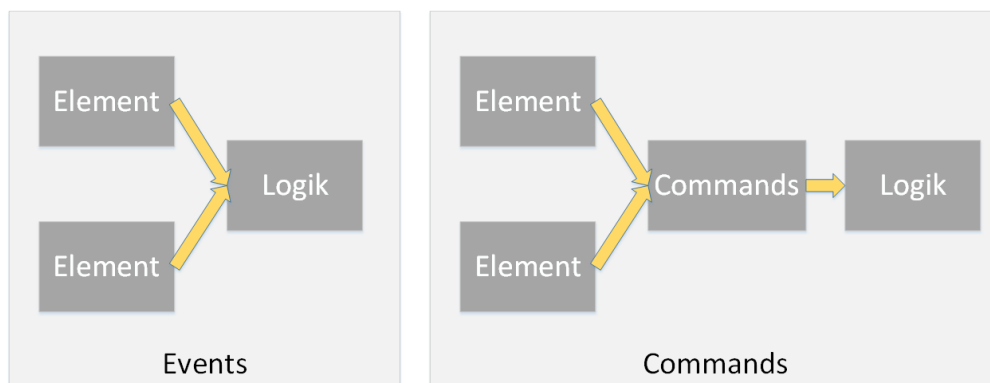 Element
Logik
Element
Events
Element
Commands
Logik
Element
Commands